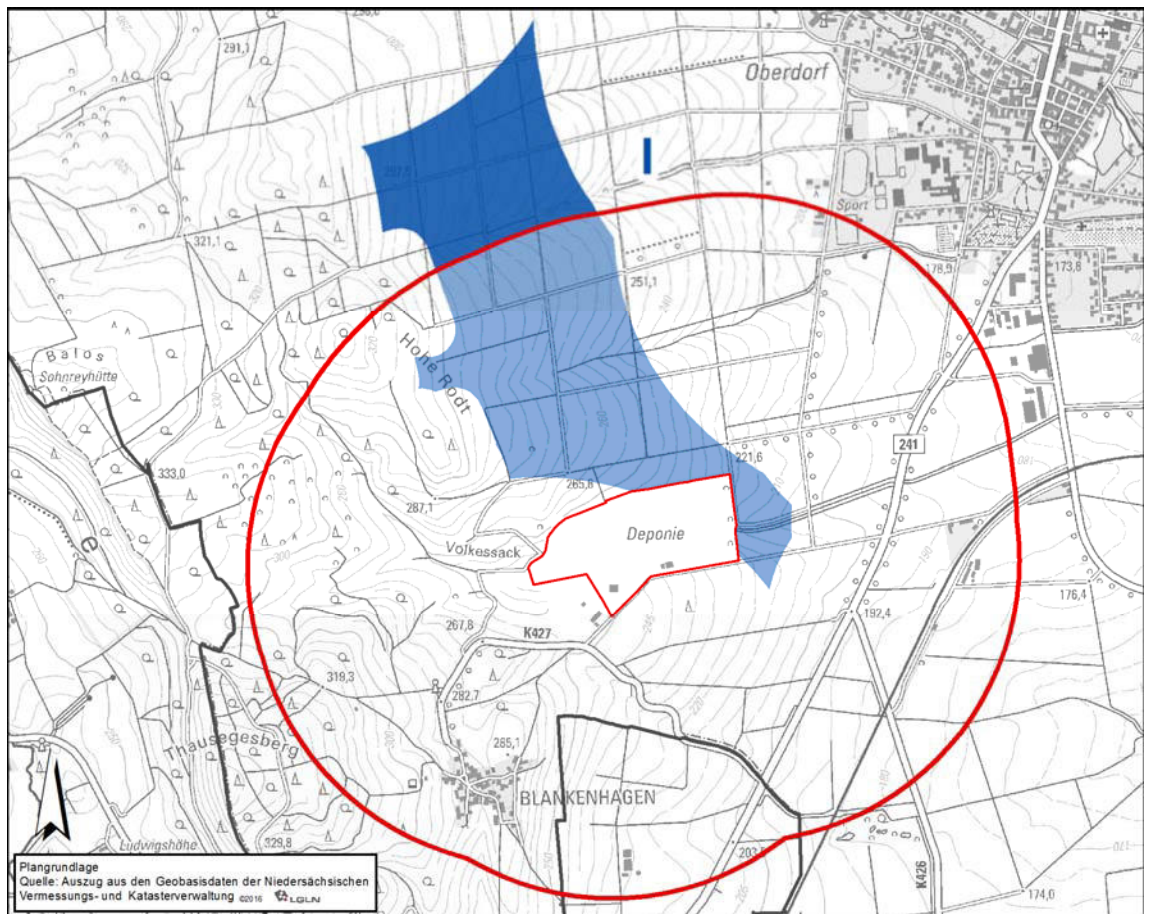 291,1
Oberdorf
I
Sport
321,1
251,1
178,9
173,8
Hohe Rodt
Balos
Sohnreyhütte
241
333,0
221,6
265,8
287,1
Deponie
Volkessack
176,4
192,4
267,8
K427
245
319,3
282,7
220
285,1
Thausegesberg
BLANKENHAGEN
Ludwigshöhe
329,8
K426
174,0
Plangrundlage
Quelle: Auszug aus den Geobasisdaten der Niedersächsischen
Vermessungs- und Katasterverwaltung ©2016 LGLN